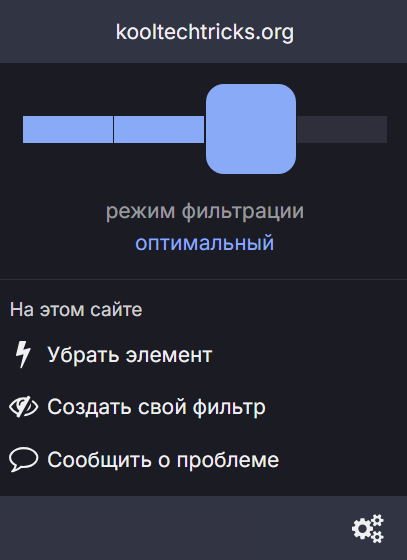 kooltechtricks.org
режим фильтрации
оптимальный
На этом сайте
Убрать элемент
Создать свой фильтр
Сообщить о проблеме